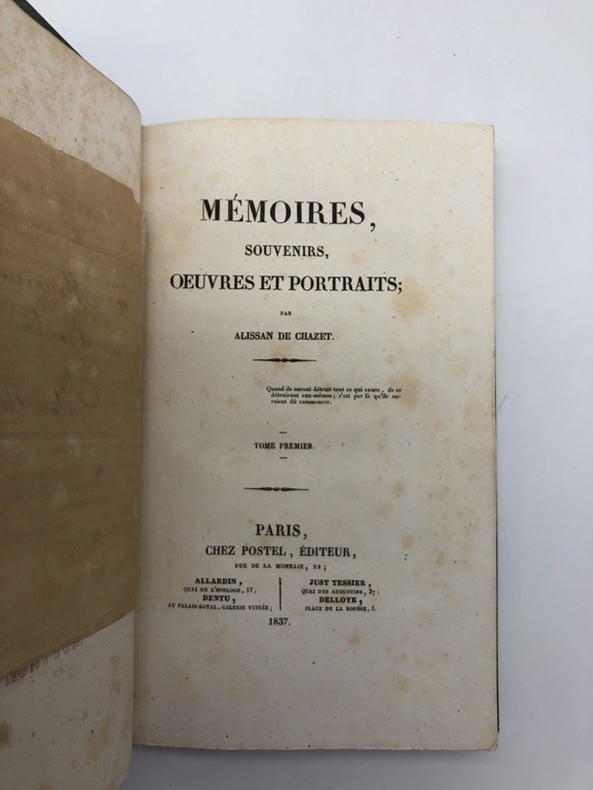 MÉMOIRES,
SOUVENIRS,
OEUVRES ET PORTRAITS;
PAR
ALISSAN DE CHAZET.
Quand ils auront détruit tout ce qui existe, ils se
détruiront eux-mêmes; c'est par là qu'ils au-
roient dû commencer.
TOME PREMIER.
PARIS,
CHEZ POSTEL, ÉDITEUR,
RUE DE LA MONNAIE, 22;
ALLARDIN,
QUAI DE L'HORLOGE, 57;
DENTU,
AU PALAIS-ROYAL, GALERIE VITRÉE;
JUST TESSIER,
QUAI DES AUGUSTINS, 37;
DELLOYE,
PLACE DE LA BOURSE, 5.
1837.